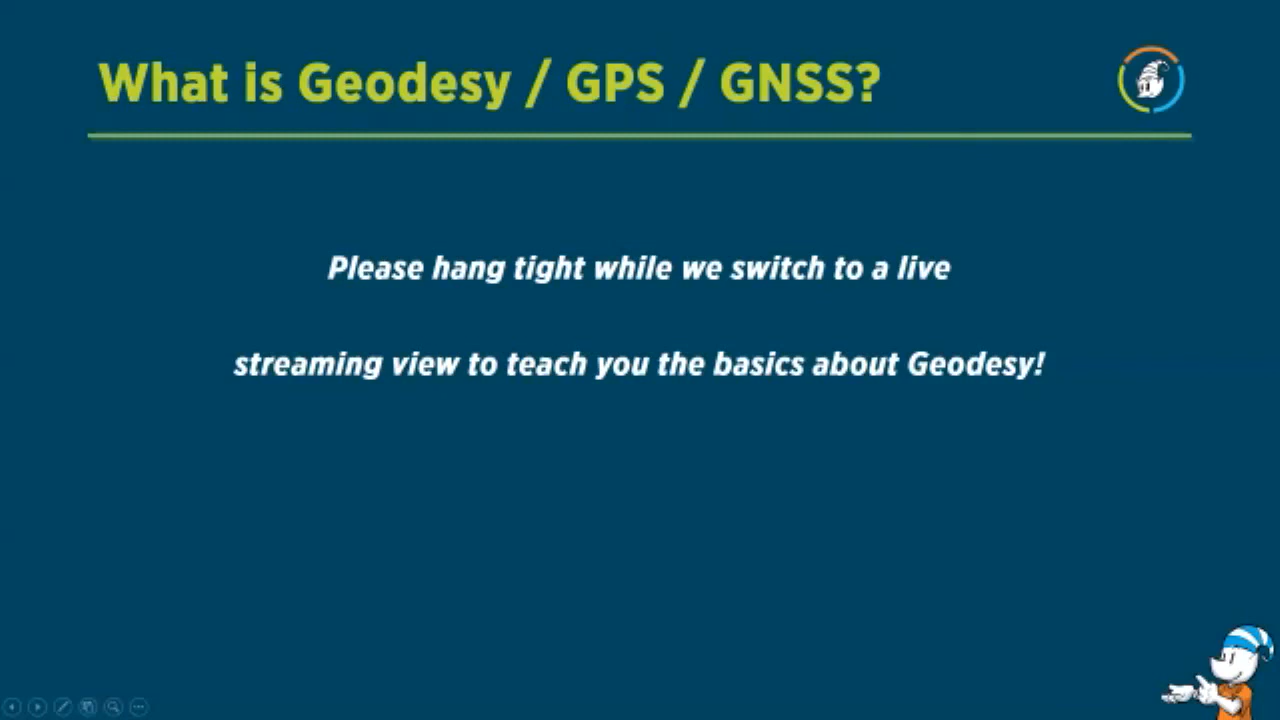 What is Geodesy / GPS / GNSS?
Please hang tight while we switch to a live
streaming view to teach you the basics about Geodesy!